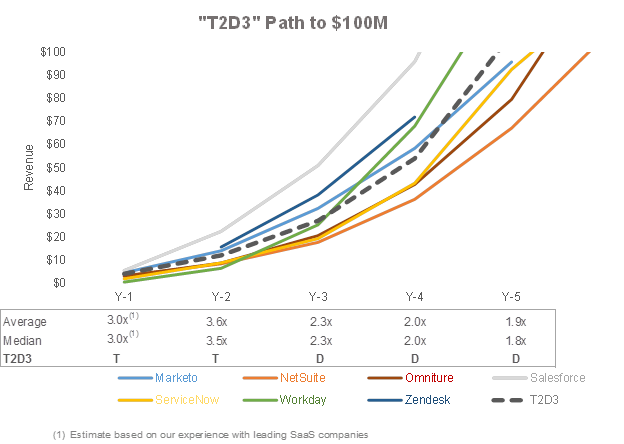 "T2D3" Path to $100M
$100
$90
$80
$70
$60
$50
$40
$30
$20
$10
$0
Revenue
Y-1 Y-2 Y-3 Y-4 Y-5
Average 3.0x(1) 3.6x 2.3x 2.0x 1.9x
Median 3.0x(1) 3.5x 2.3x 2.0x 1.8x
T2D3 T T D D D
Marketo NetSuite Omniture Salesforce
ServiceNow Workday Zendesk T2D3
(1) Estimate based on our experience with leading SaaS companies